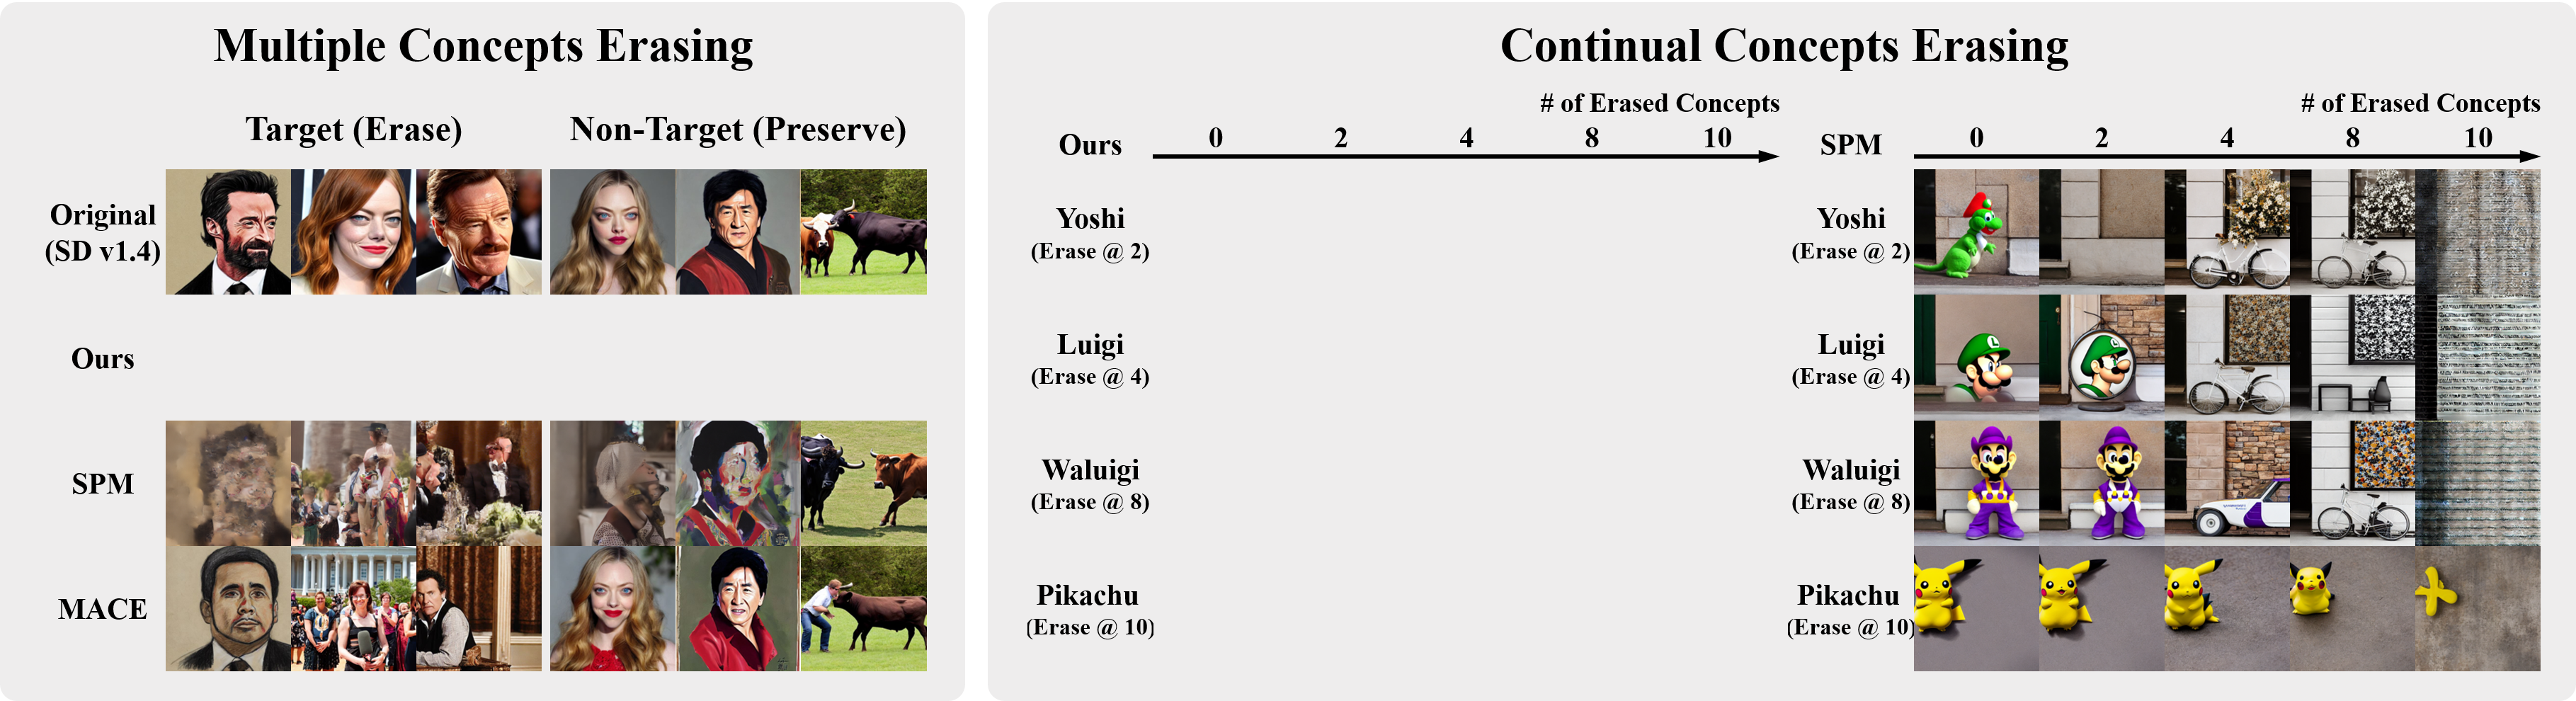 Multiple Concepts Erasing
Target (Erase)
Non-Target (Preserve)
Original
(SD v1.4)
Ours
SPM
MACE
Continual Concepts Erasing
# of Erased Concepts
Ours
0 2 4 8 10
Yoshi
(Erase @ 2)
Luigi
(Erase @ 4)
Waluigi
(Erase @ 8)
Pikachu
(Erase @ 10)
# of Erased Concepts
SPM
0 2 4 8 10
Yoshi
(Erase @ 2)
Luigi
(Erase @ 4)
Waluigi
(Erase @ 8)
Pikachu
(Erase @ 10)
L